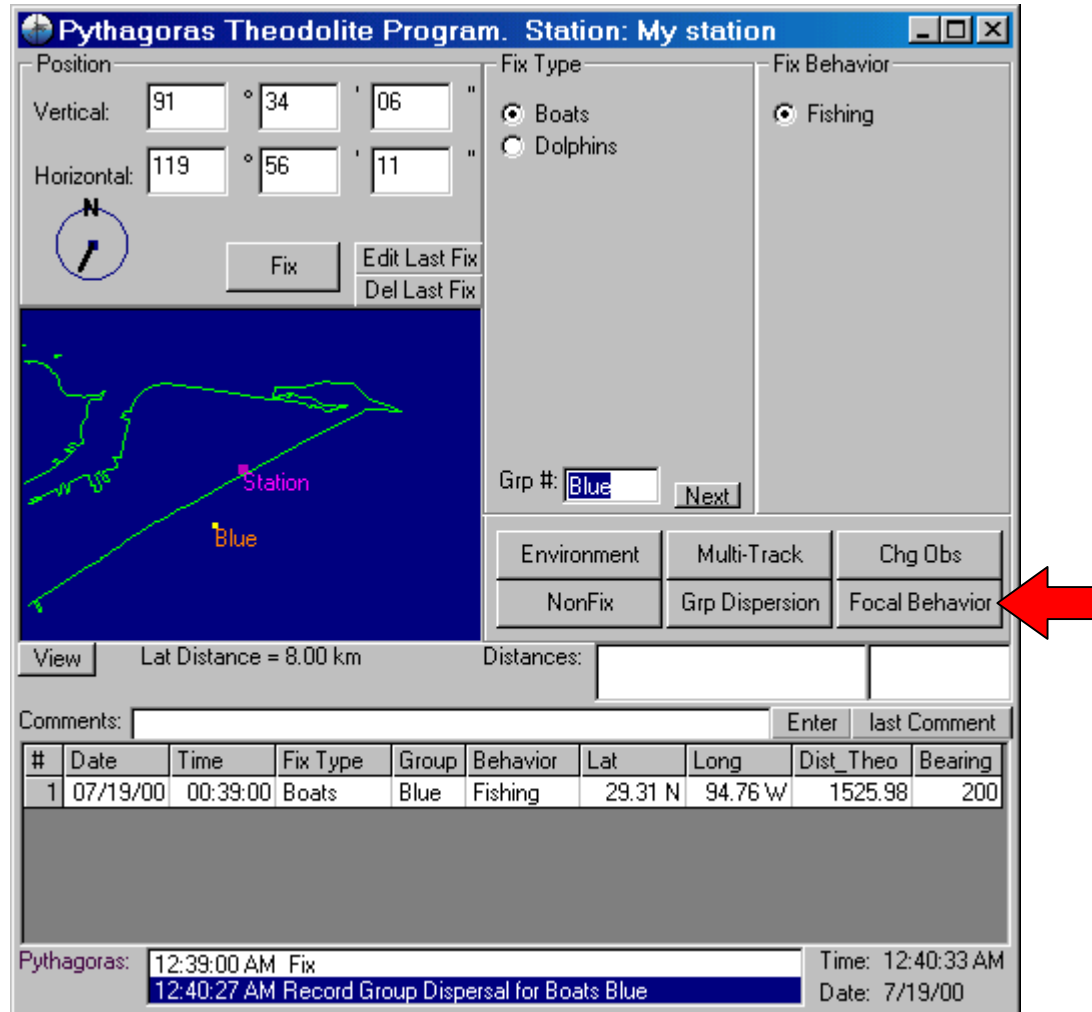 Pythagoras Theodolite Program. Station: My station
Position
Vertical: 91 ° 34 ' 06 "
Horizontal: 119 ° 56 ' 11 "
N
Fix
Edit Last Fix
Del Last Fix
Fix Type
Boats
Dolphins
Grp #: Blue Next
Fix Behavior
Fishing
Station
Blue
Environment Multi-Track Chg Obs
NonFix Grp Dispersion Focal Behavior
View Lat Distance = 8.00 km Distances:
Comments: Enter last Comment
# Date Time Fix Type Group Behavior Lat Long Dist_Theo Bearing
1 07/19/00 00:39:00 Boats Blue Fishing 29.31 N 94.76 W 1525.98 200
Pythagoras: 12:39:00 AM Fix
12:40:27 AM Record Group Dispersal for Boats Blue
Time: 12:40:33 AM
Date: 7/19/00